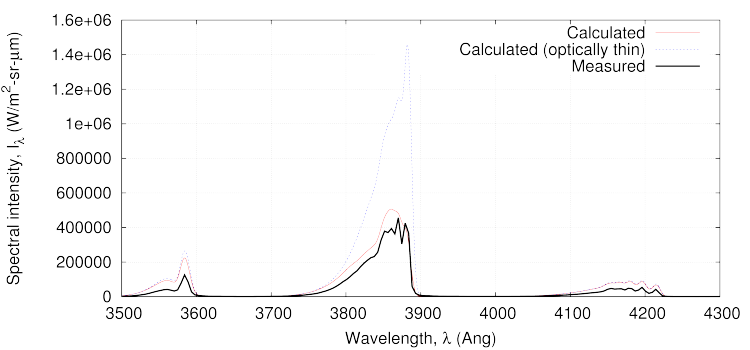 1.6e+06
1.4e+06
1.2e+06
1e+06
800000
600000
400000
200000
0
Spectral intensity, Iλ (W/m²-sr-μm)
Calculated
Calculated (optically thin)
Measured
3500 3600 3700 3800 3900 4000 4100 4200 4300
Wavelength, λ (Ang)